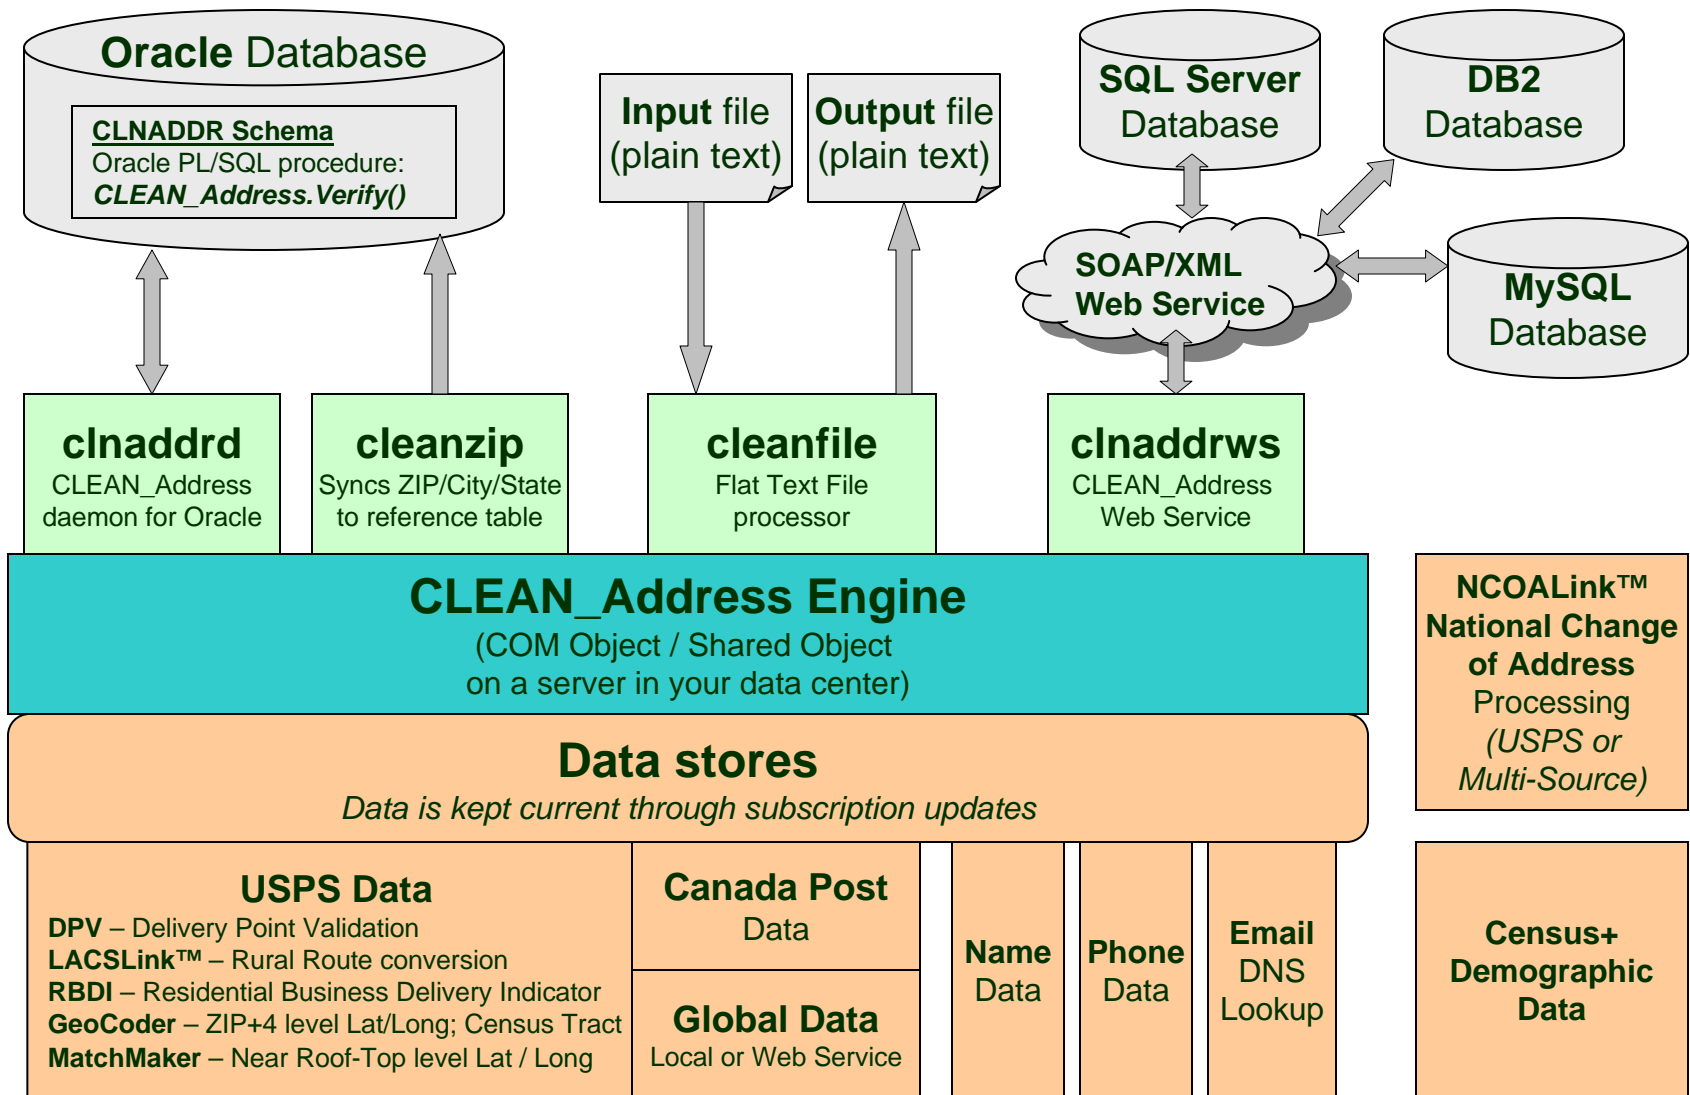 Oracle Database
CLNADDR Schema
Oracle PL/SQL procedure:
CLEAN_Address.Verify()
Input file
(plain text)
Output file
(plain text)
SQL Server
Database
DB2
Database
SOAP/XML
Web Service
MySQL
Database
clnaddrd
CLEAN_Address
daemon for Oracle
cleanzip
Syncs ZIP/City/State
to reference table
cleanfile
Flat Text File
processor
clnaddrws
CLEAN_Address
Web Service
CLEAN_Address Engine
(COM Object / Shared Object
on a server in your data center)
NCOALink™
National Change
of Address
Processing
(USPS or
Multi-Source)
Data stores
Data is kept current through subscription updates
USPS Data
DPV – Delivery Point Validation
LACSLink™ – Rural Route conversion
RBDI – Residential Business Delivery Indicator
GeoCoder – ZIP+4 level Lat/Long; Census Tract
MatchMaker – Near Roof-Top level Lat / Long
Canada Post
Data
Global Data
Local or Web Service
Name
Data
Phone
Data
Email
DNS
Lookup
Census+
Demographic
Data